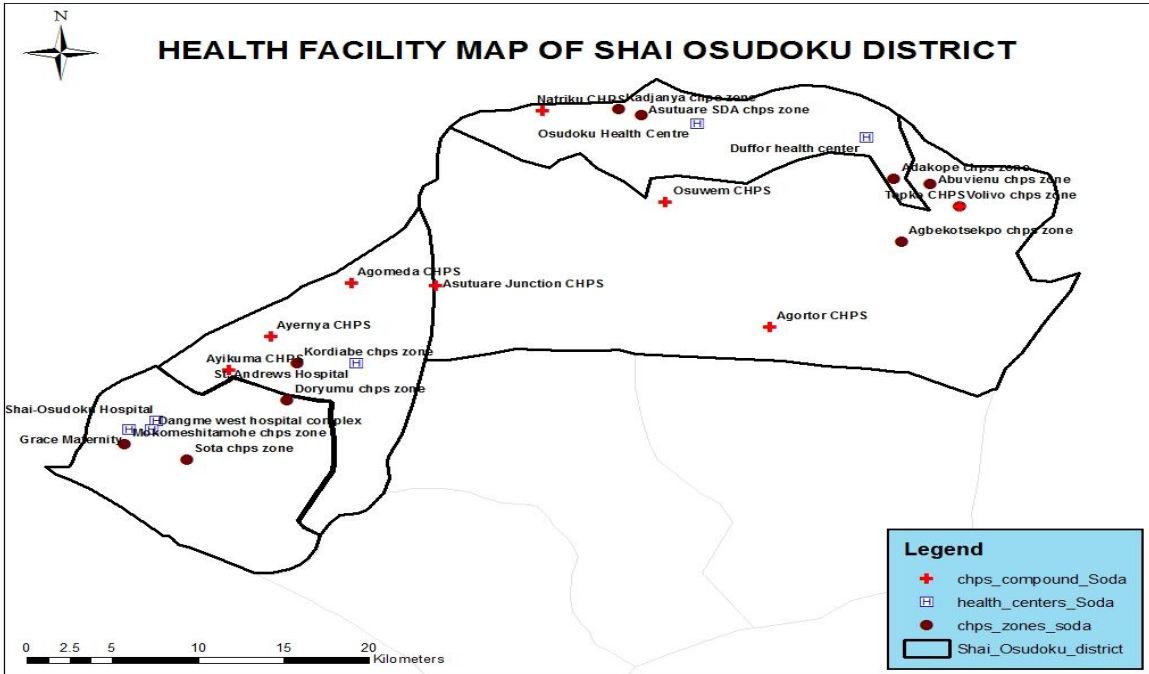 N
HEALTH FACILITY MAP OF SHAI OSUDOKU DISTRICT
Natriku CHPS
Kadjanya chps zone
Asutuare SDA chps zone
Osudoku Health Centre
H
Duffor health center
H
Adakope chps zone
Abuvienu chps zone
Osuwem CHPS
Topko CHPS
Volivo chps zone
Agbekotsekpo chps zone
Agomeda CHPS
Asutuare Junction CHPS
Agortor CHPS
Ayernya CHPS
Kordiabe chps zone
H
Ayikuma CHPS
St. Andrews Hospital
Doryumu chps zone
Shai-Osudoku Hospital
H
Dangme west hospital complex
H
H
Mokomeshitamohe chps zone
Grace Maternity
Sota chps zone
Legend
chps_compound_Soda
H health_centers_Soda
chps_zones_soda
Shai_Osudoku_district
0 2.5 5 10 15 20
Kilometers